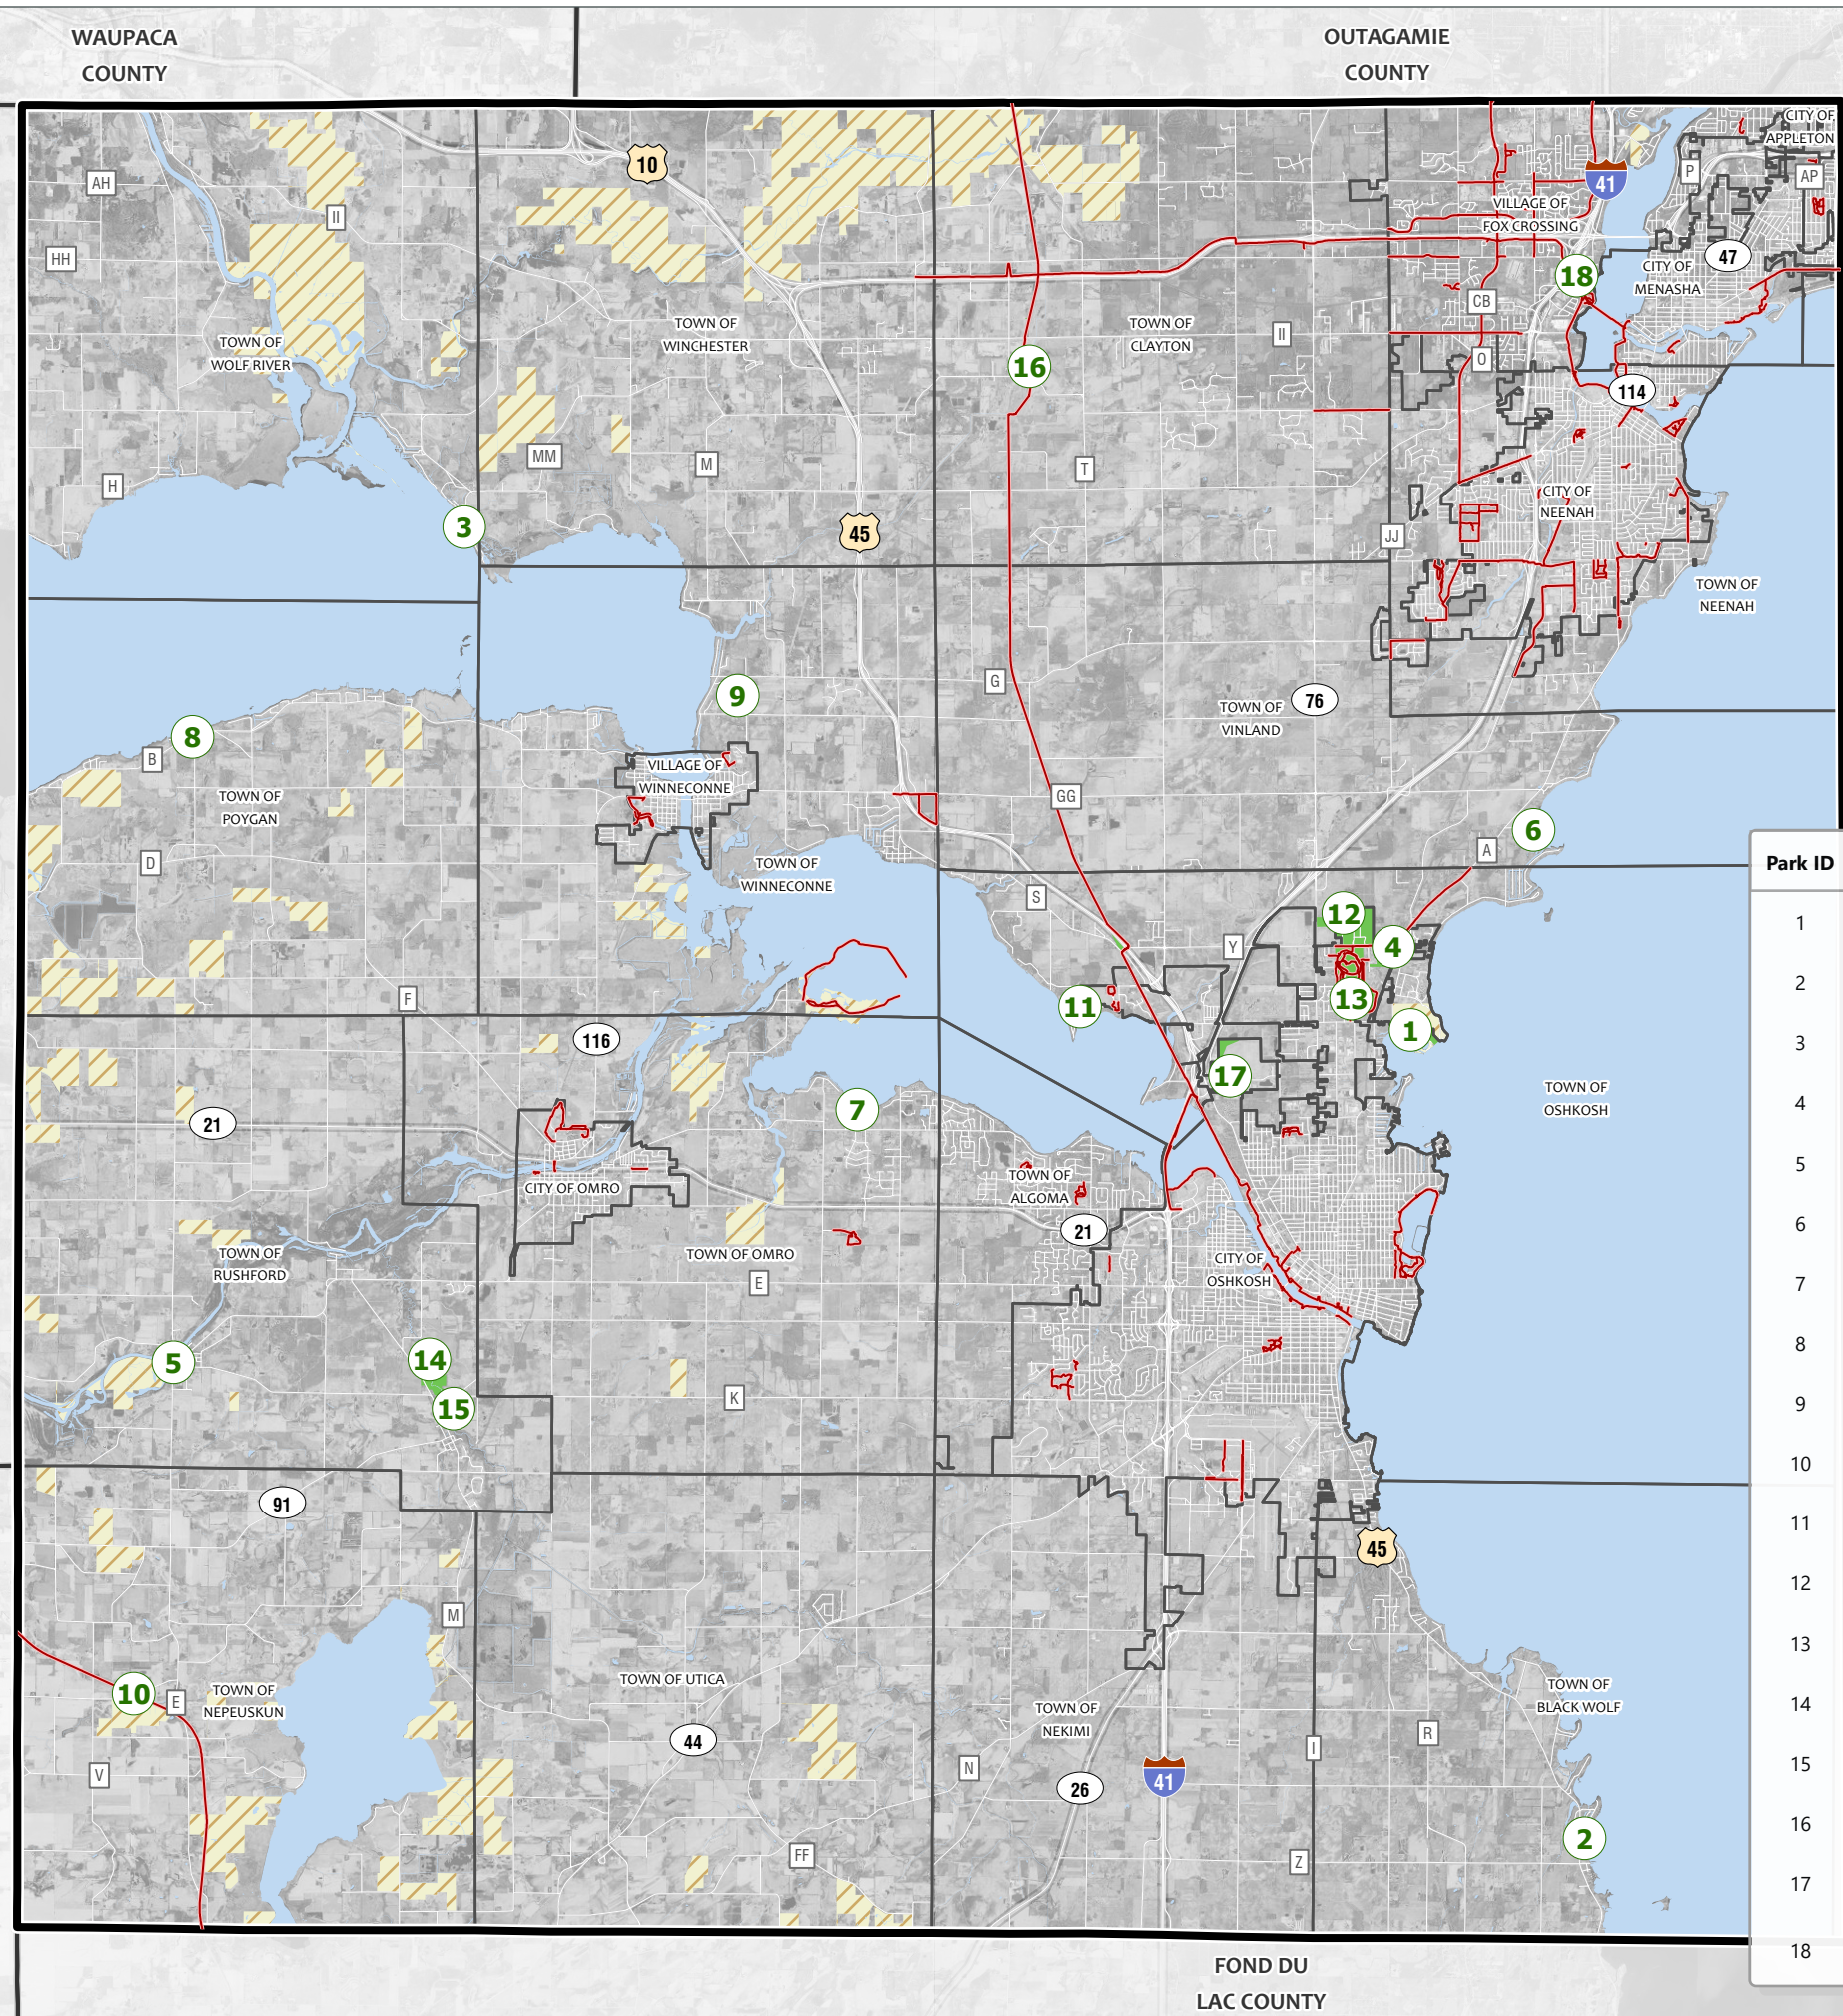 WAUPACA
COUNTY
OUTAGAMIE
COUNTY
CITY OF
APPLETON
10
41
P
AP
AH
II
VILLAGE OF
FOX CROSSING
HH
47
CITY OF
MENASHA
18
CB
TOWN OF
WOLF RIVER
TOWN OF
WINCHESTER
TOWN OF
CLAYTON
II
O
16
114
MM
M
T
H
CITY OF
NEENAH
3
45
JJ
TOWN OF
NEENAH
G
9
76
TOWN OF
VINLAND
8
B
VILLAGE OF
WINNECONNE
TOWN OF
POYGAN
GG
6
A
D
TOWN OF
WINNECONNE
S
Park ID
12
Y
4
1
F
11
13
2
1
116
3
17
7
TOWN OF
OSHKOSH
4
21
5
CITY OF OMRO
TOWN OF
ALGOMA
21
6
TOWN OF
RUSHFORD
TOWN OF OMRO
CITY OF
OSHKOSH
E
7
5
14
8
15
K
9
10
91
11
45
12
M
13
10
E
TOWN OF
NEPEUSKUN
TOWN OF UTICA
TOWN OF
BLACK WOLF
14
TOWN OF
NEKIMI
44
R
I
V
N
41
15
26
16
2
FF
Z
17
18
FOND DU
LAC COUNTY